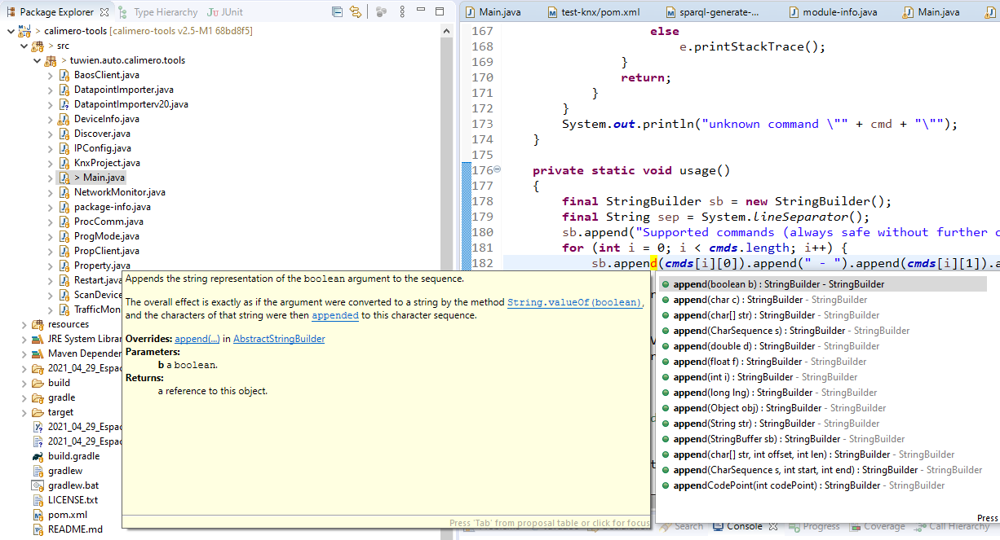 Package Explorer
Type Hierarchy
JUnit
> calimero-tools [calimero-tools v2.5-M1 68bd8f5]
> src
> tuwien.auto.calimero.tools
BaosClient.java
DatapointImporter.java
DatapointImporterv20.java
DeviceInfo.java
Discover.java
IPConfig.java
KnxProject.java
> Main.java
NetworkMonitor.java
package-info.java
ProcComm.java
ProgMode.java
PropClient.java
Property.java
Restart.java
ScanDevice
TrafficMoni
resources
JRE System Librar
Maven Dependen
2021_04_29_Espac
build
gradle
target
2021_04_29_Espac
2021_04_29_Espac
build.gradle
gradlew
gradlew.bat
LICENSE.txt
pom.xml
README.md
Main.java
test-knx/pom.xml
sparql-generate-...
module-info.java
Main.java
167 else
168 e.printStackTrace();
169 }
170 return;
171 }
172 }
173 System.out.println("unknown command \"" + cmd + "\"");
174 }
175
176 private static void usage()
177 {
178 final StringBuilder sb = new StringBuilder();
179 final String sep = System.lineSeparator();
180 sb.append("Supported commands (always safe without further
181 for (int i = 0; i < cmds.length; i++) {
182 sb.append(cmds[i][0]).append(" - ").append(cmds[i][1]).a
Appends the string representation of the boolean argument to the sequence.
The overall effect is exactly as if the argument were converted to a string by the method String.valueOf(boolean),
and the characters of that string were then appended to this character sequence.
Overrides: append(...) in AbstractStringBuilder
Parameters:
b a boolean.
Returns:
a reference to this object.
Press 'Tab' from proposal table or click for focus
append(boolean b) : StringBuilder - StringBuilder
append(char c) : StringBuilder - StringBuilder
append(char[] str) : StringBuilder - StringBuilder
append(CharSequence s) : StringBuilder - StringBuilder
append(double d) : StringBuilder - StringBuilder
append(float f) : StringBuilder - StringBuilder
append(int i) : StringBuilder - StringBuilder
append(long lng) : StringBuilder - StringBuilder
append(Object obj) : StringBuilder - StringBuilder
append(String str) : StringBuilder - StringBuilder
append(StringBuffer sb) : StringBuilder - StringBuilder
append(char[] str, int offset, int len) : StringBuilder - StringBuilder
append(CharSequence s, int start, int end) : StringBuilder - StringBuilder
appendCodePoint(int codePoint) : StringBuilder - StringBuilder
Press
Search
Console
Progress
Coverage
Call Hierarchy